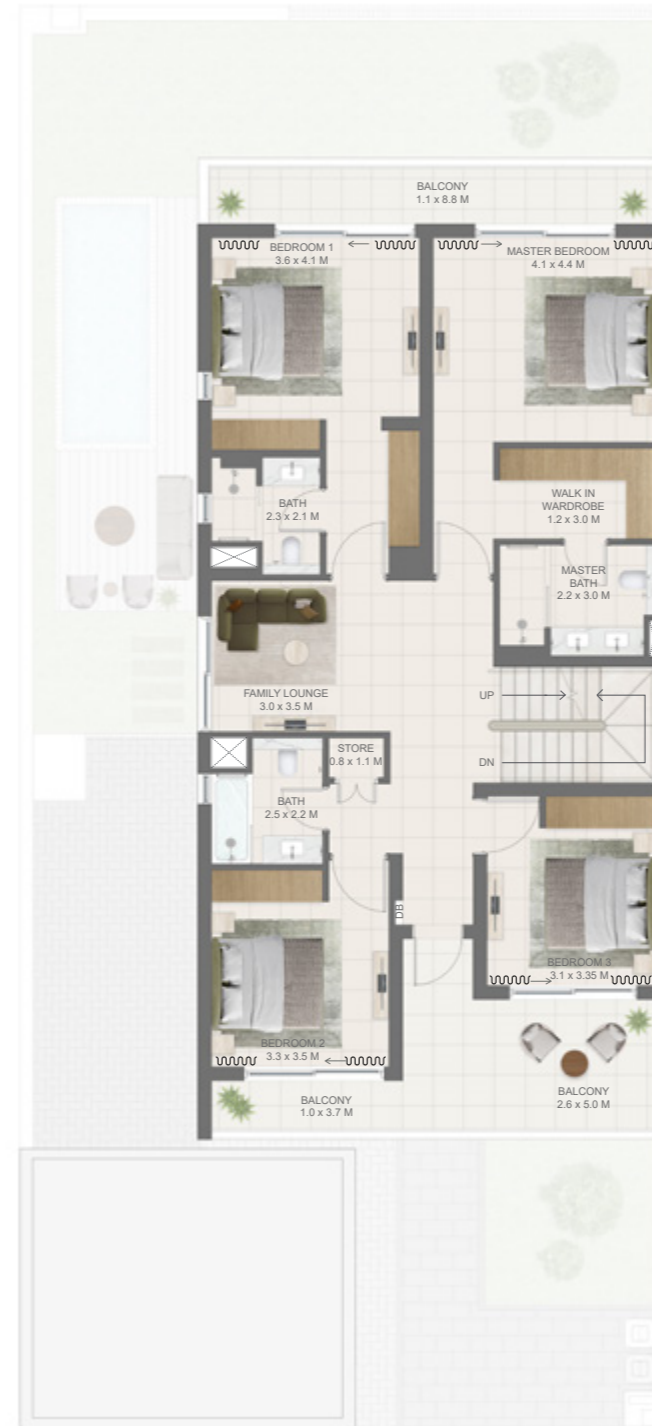 BALCONY
1.1 x 8.8 M
BEDROOM 1
3.6 x 4.1 M
MASTER BEDROOM
4.1 x 4.4 M
WALK IN
WARDROBE
1.2 x 3.0 M
BATH
2.3 x 2.1 M
MASTER
BATH
2.2 x 3.0 M
FAMILY LOUNGE
3.0 x 3.5 M
UP
STORE
0.8 x 1.1 M
DN
BATH
2.5 x 2.2 M
DB
BEDROOM 3
3.1 x 3.35 M
BEDROOM 2
3.3 x 3.5 M
BALCONY
1.0 x 3.7 M
BALCONY
2.6 x 5.0 M